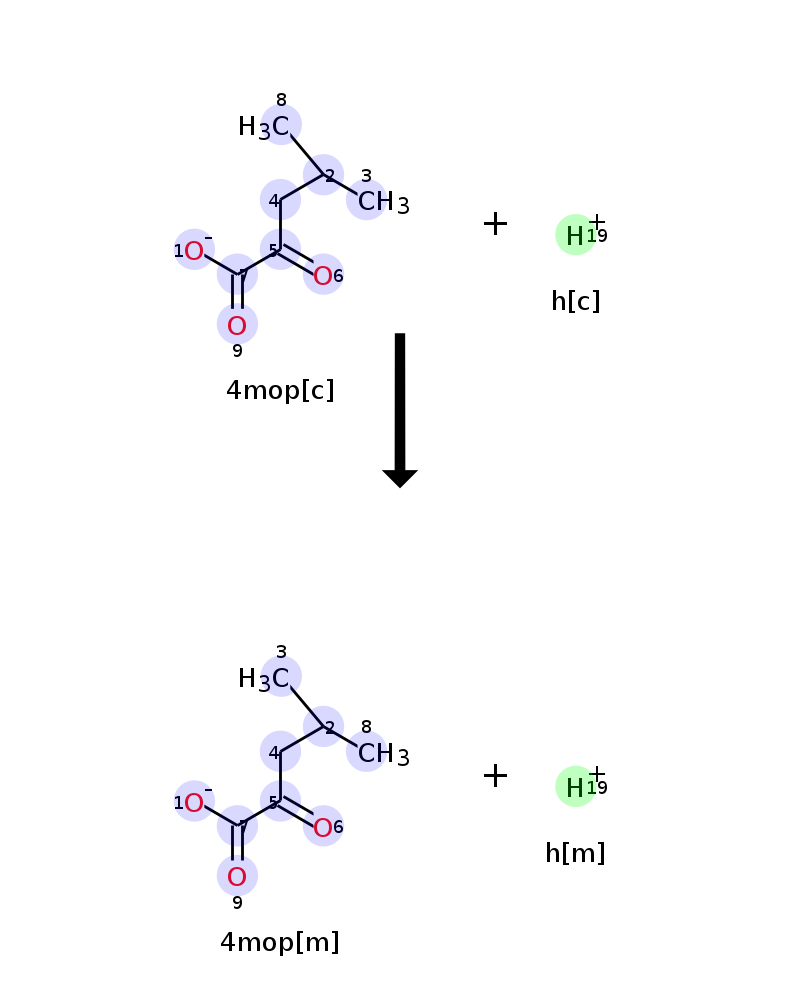 8
H3C
2 3
4 CH3
+ H+ 19
1O- 5
7 O6
h[c]
O
9
4mop[c]
3
H3C
2 8
4 CH3
+ H+ 19
1O- 5
7 O6
h[m]
O
9
4mop[m]